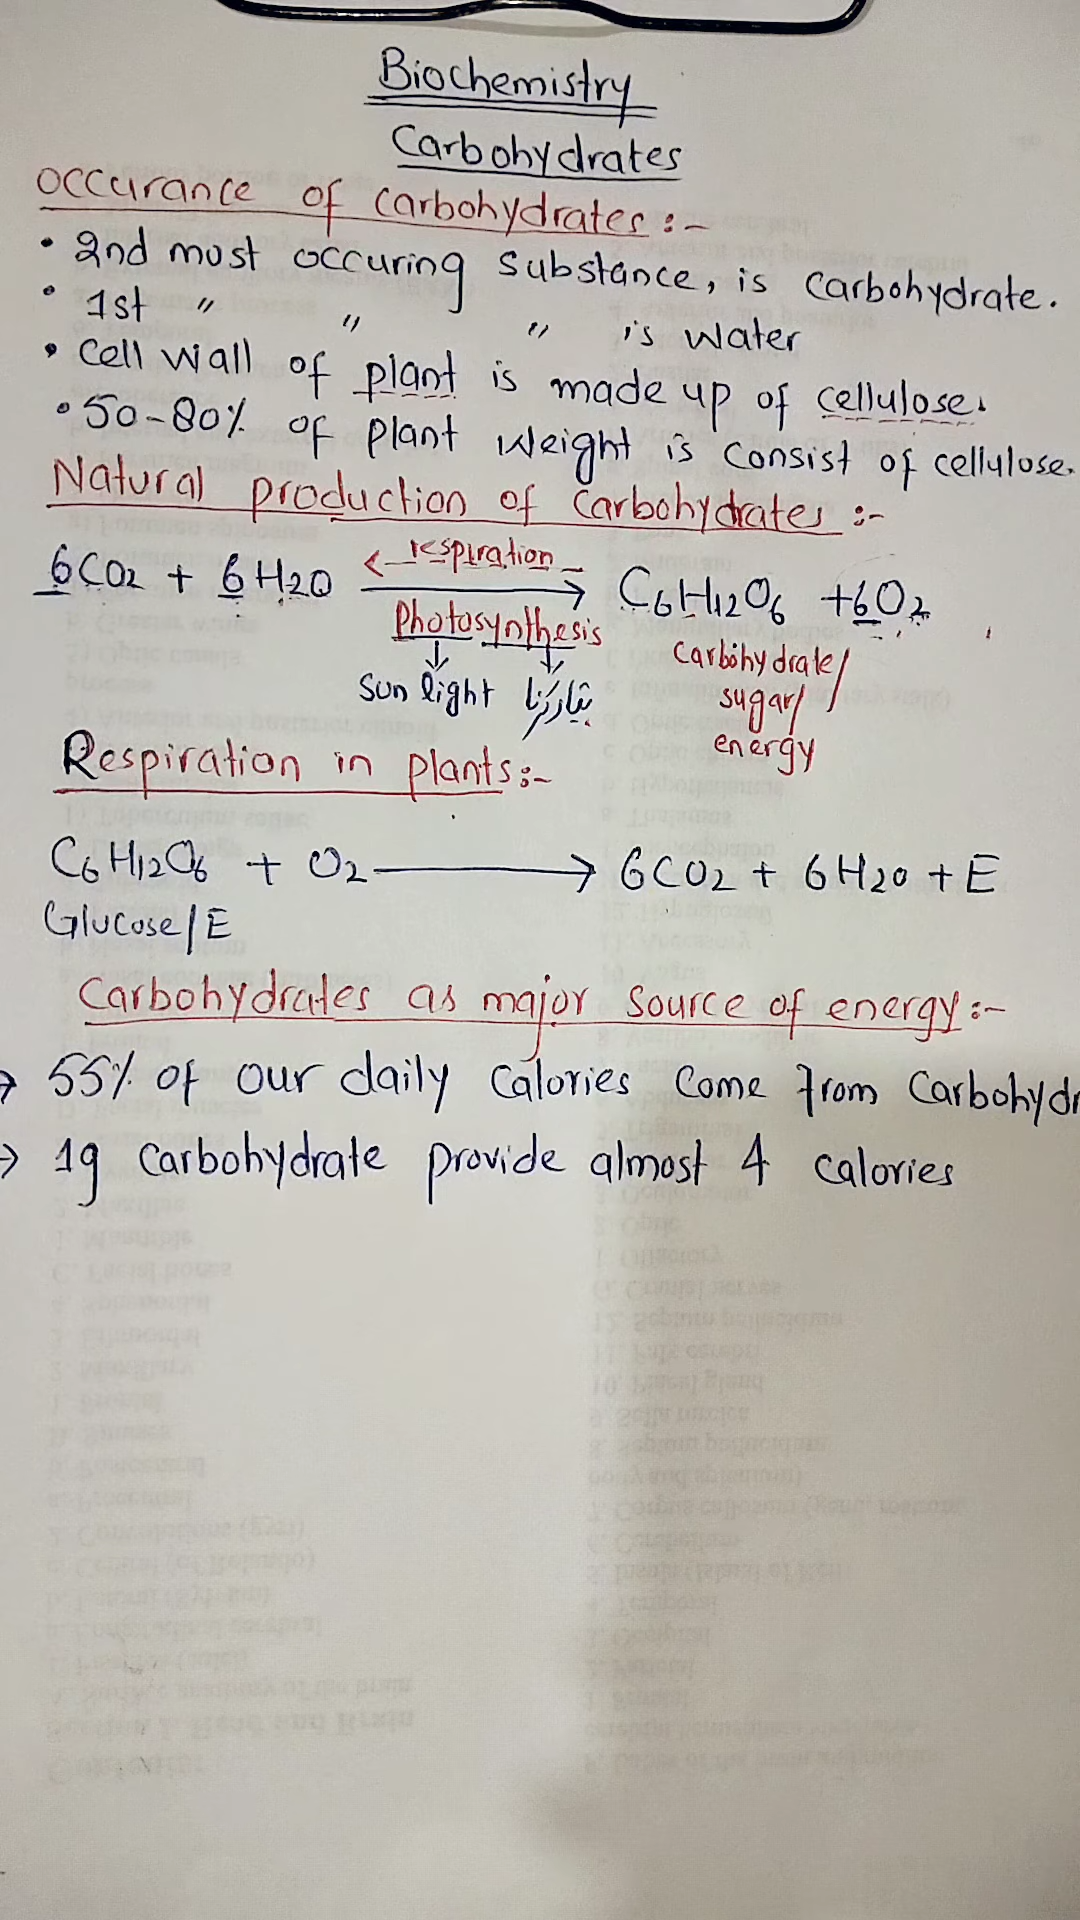 Biochemistry
Carbohydrates
Occurance of carbohydrates :-
• 2nd most occuring substance, is carbohydrate.
• 1st " " " is water
• Cell wall of plant is made up of cellulose.
• 50-80% of plant weight is consist of cellulose.
Natural production of carbohydrates :-
respiration
6CO2 + 6H2O → C6H12O6 + 6O2
Photosynthesis
Carbohydrate/
Sun light
sugar/
energy
Respiration in plants :-
C6H12O6 + O2 → 6CO2 + 6H2O + E
Glucose/E
Carbohydrates as major source of energy :-
→ 55% of our daily calories come from Carbohydr
→ 1g carbohydrate provide almost 4 calories